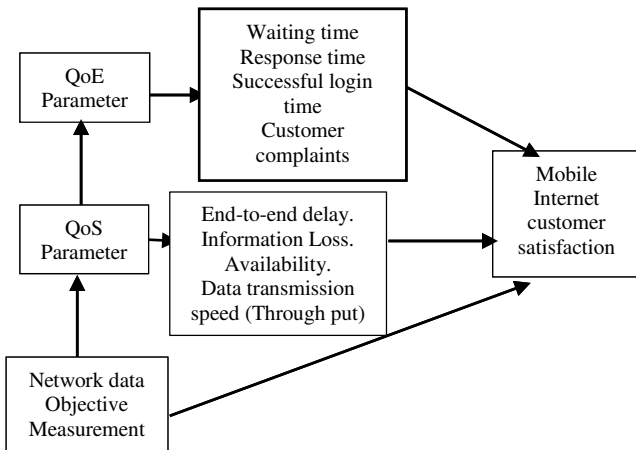 Waiting time
Response time
Successful login
time
Customer
complaints
QoE
Parameter
Mobile
Internet
customer
satisfaction
QoS
Parameter
End-to-end delay.
Information Loss.
Availability.
Data transmission
speed (Through put)
Network data
Objective
Measurement